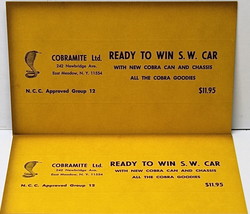 COBRAMITE Ltd.
242 Newbridge Ave.
East Meadow, N. Y. 11554
N.C.C. Approved Group 12
READY TO WIN S. W. CAR
WITH NEW COBRA CAN AND CHASSIS
ALL THE COBRA GOODIES
$11.95
COBRAMITE Ltd.
242 Newbridge Ave.
East Meadow, N. Y. 11554
N.C.C. Approved Group 12
READY TO WIN S. W. CAR
WITH NEW COBRA CAN AND CHASSIS
ALL THE COBRA GOODIES
$11.95